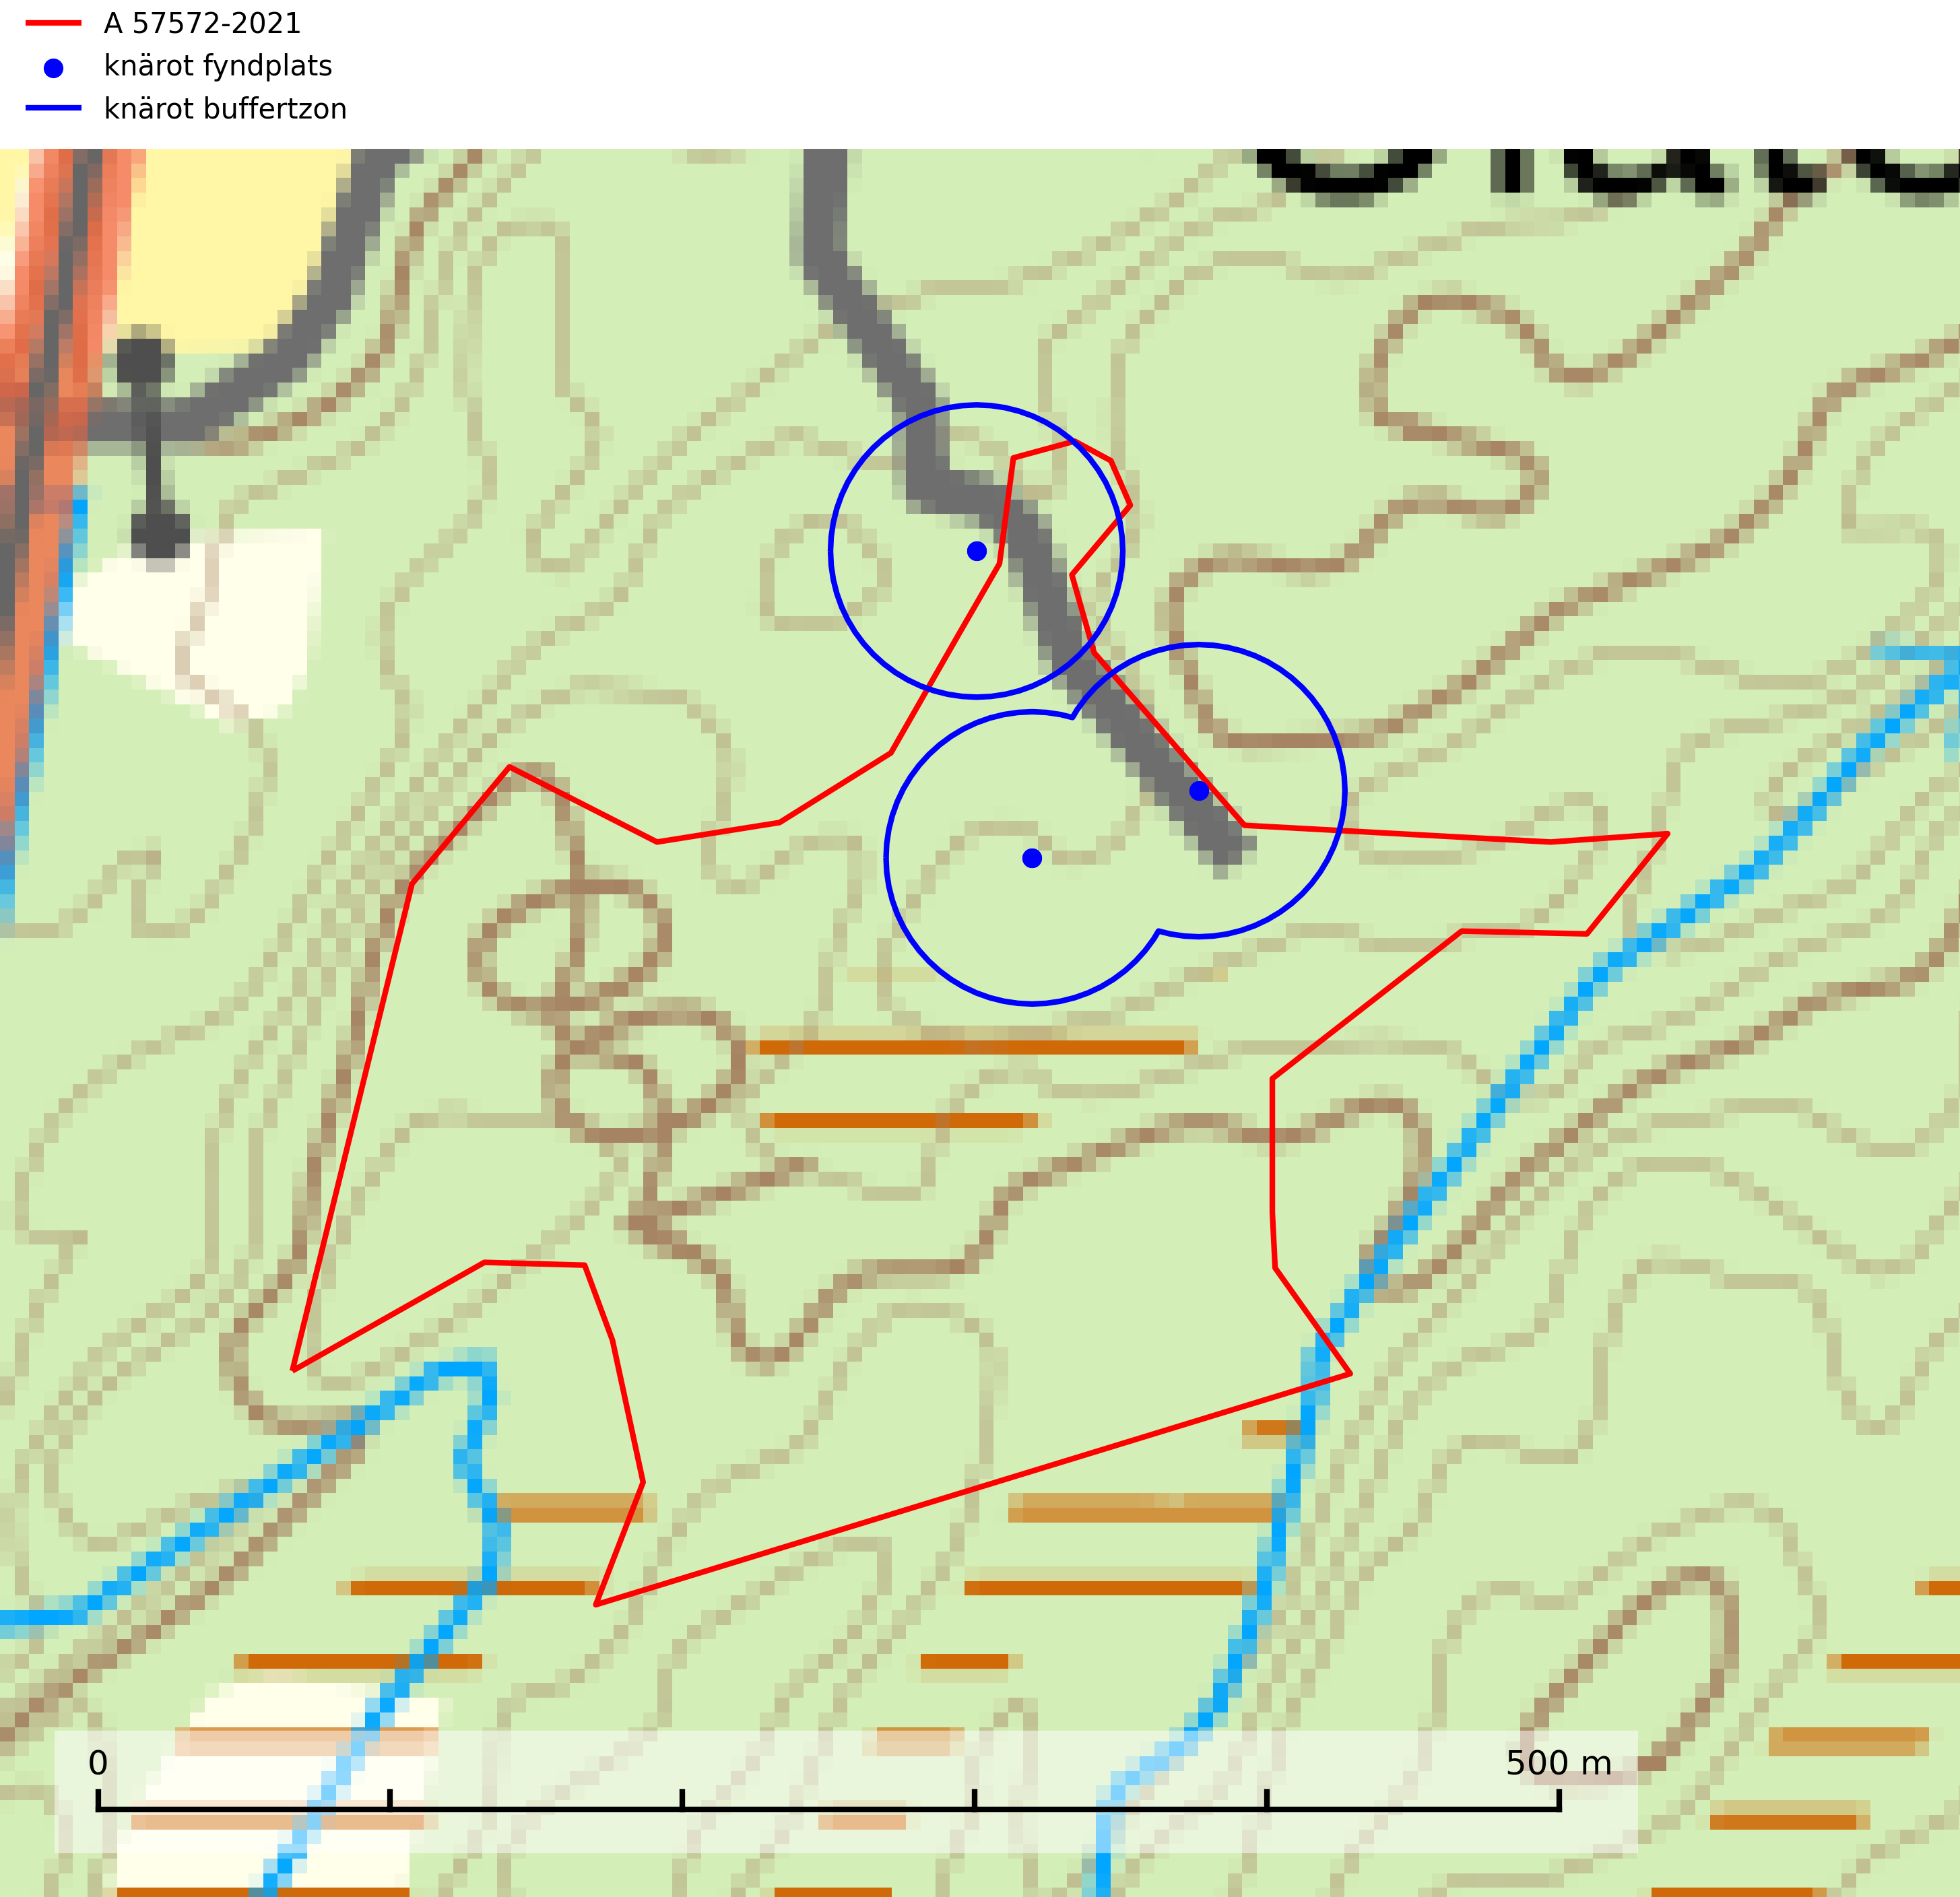 A 57572-2021
knärot fyndplats
knärot buffertzon
0 500 m